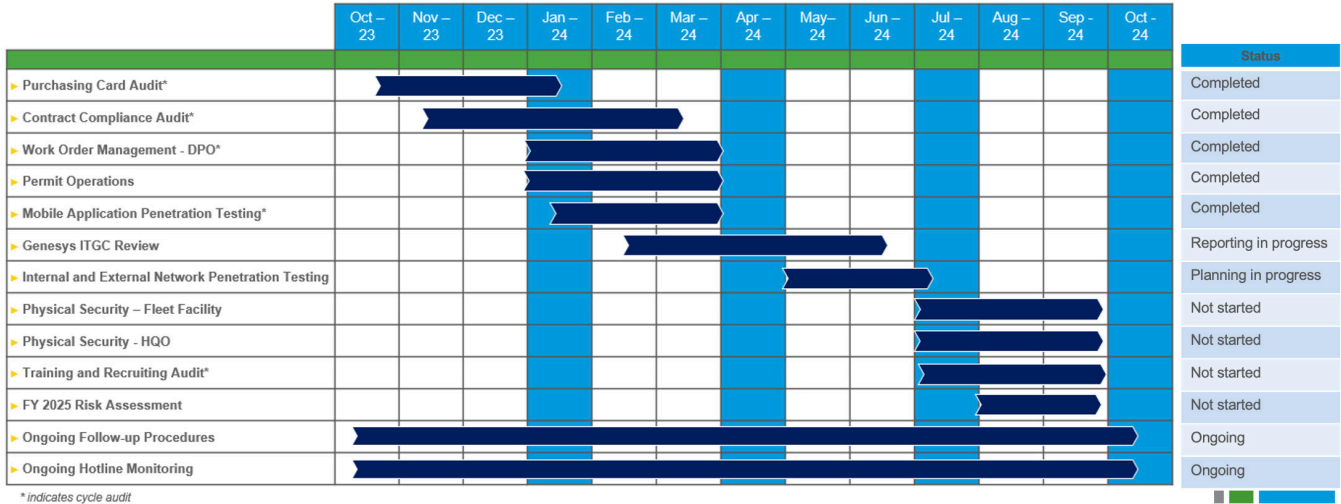 Oct – 23 Nov – 23 Dec – 23 Jan – 24 Feb – 24 Mar – 24 Apr – 24 May– 24 Jun – 24 Jul – 24 Aug – 24 Sep - 24 Oct - 24
Status
Purchasing Card Audit* Completed
Contract Compliance Audit* Completed
Work Order Management - DPO* Completed
Permit Operations Completed
Mobile Application Penetration Testing* Completed
Genesys ITGC Review Reporting in progress
Internal and External Network Penetration Testing Planning in progress
Physical Security – Fleet Facility Not started
Physical Security - HQO Not started
Training and Recruiting Audit* Not started
FY 2025 Risk Assessment Not started
Ongoing Follow-up Procedures Ongoing
Ongoing Hotline Monitoring Ongoing
* indicates cycle audit